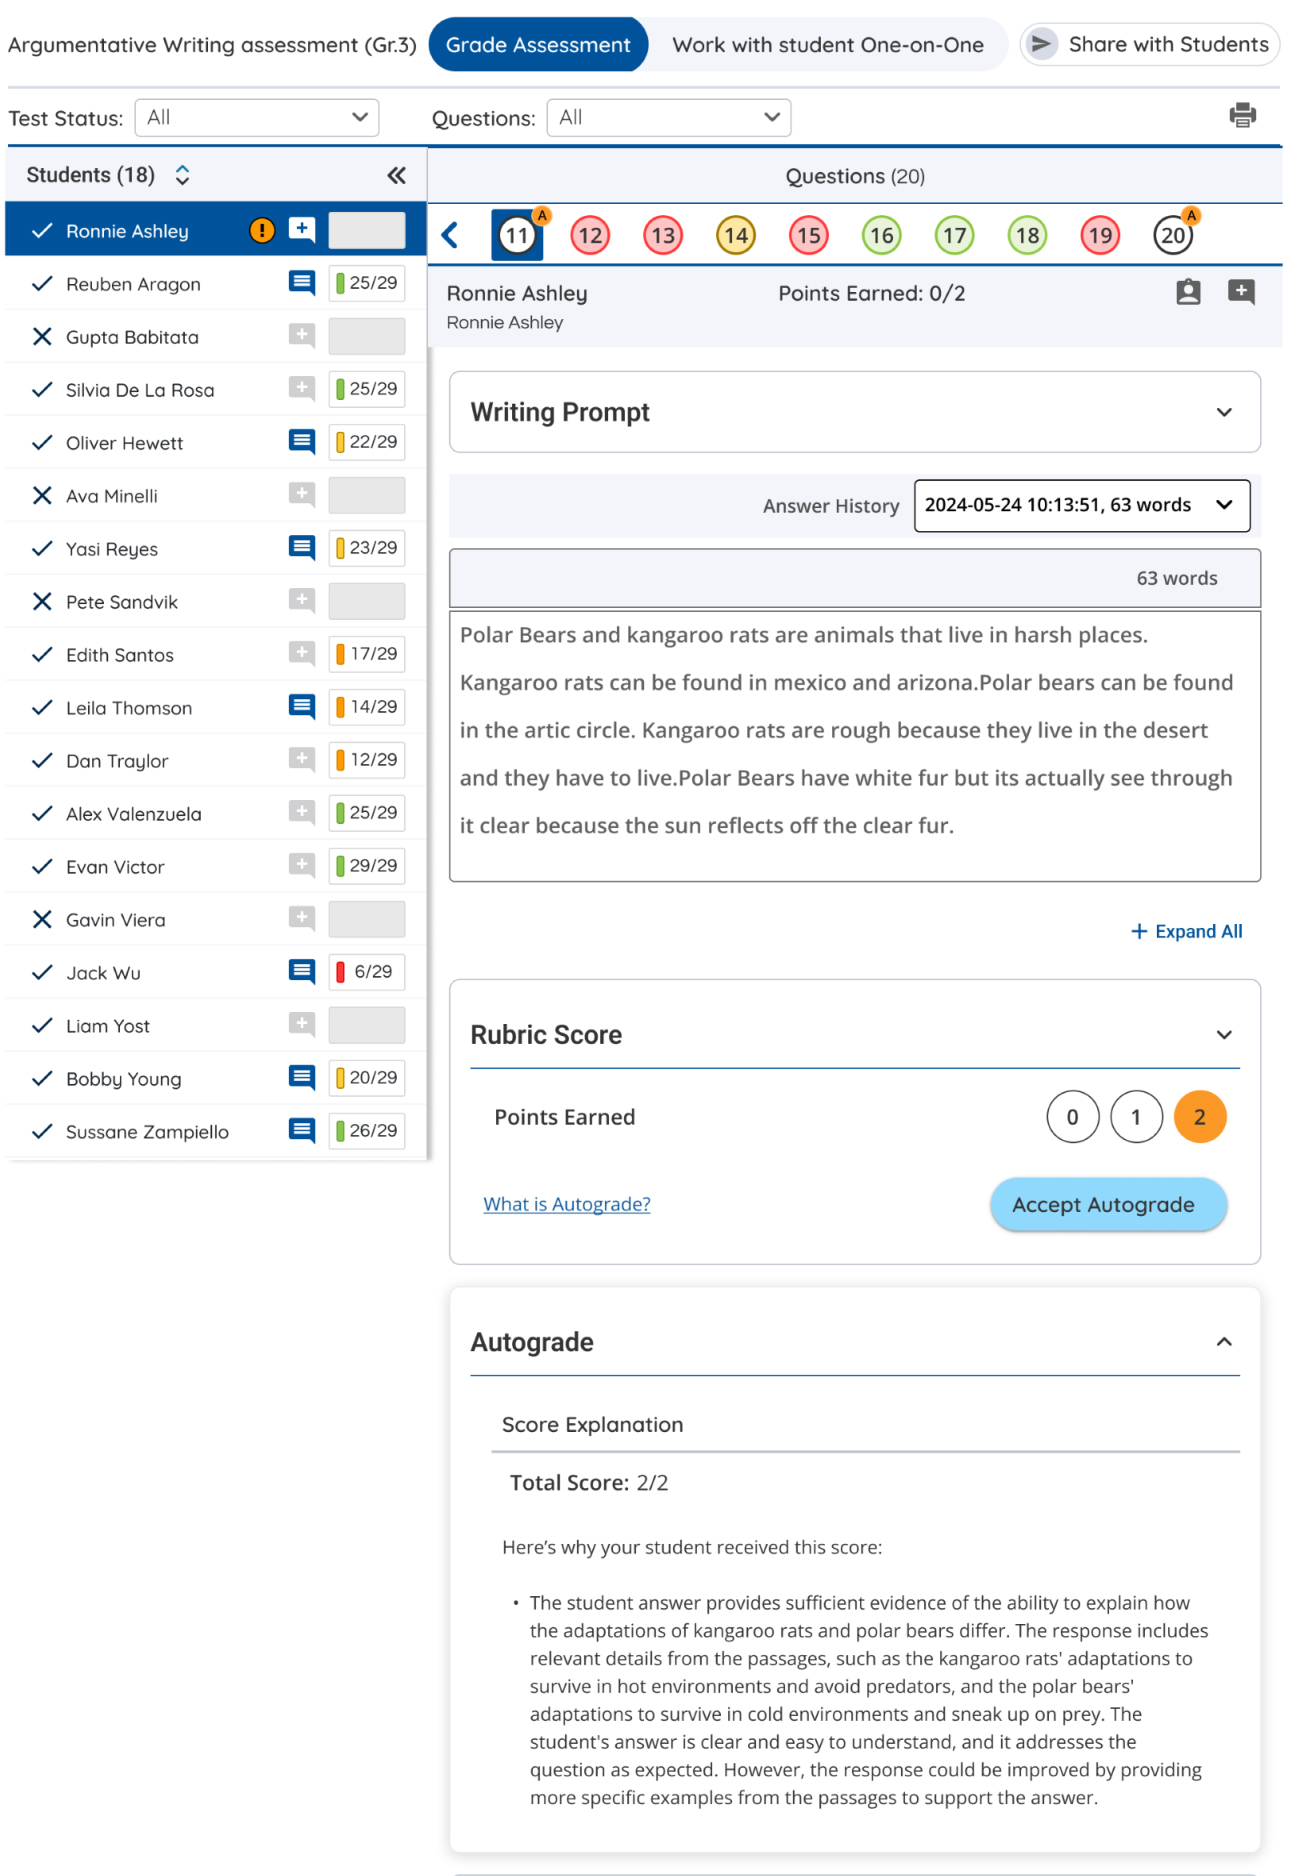 Argumentative Writing assessment (Gr.3) Grade Assessment Work with student One-on-One Share with Students
Test Status: All Questions: All
Students (18)
Ronnie Ashley !
Reuben Aragon 25/29
Gupta Babitata
Silvia De La Rosa 25/29
Oliver Hewett 22/29
Ava Minelli
Yasi Reyes 23/29
Pete Sandvik
Edith Santos 17/29
Leila Thomson 14/29
Dan Traylor 12/29
Alex Valenzuela 25/29
Evan Victor 29/29
Gavin Viera
Jack Wu 6/29
Liam Yost
Bobby Young 20/29
Sussane Zampiello 26/29
Questions (20)
11 A 12 13 14 15 16 17 18 19 20 A
Ronnie Ashley Points Earned: 0/2
Ronnie Ashley
Writing Prompt
Answer History 2024-05-24 10:13:51, 63 words
63 words
Polar Bears and kangaroo rats are animals that live in harsh places.
Kangaroo rats can be found in mexico and arizona.Polar bears can be found
in the artic circle. Kangaroo rats are rough because they live in the desert
and they have to live.Polar Bears have white fur but its actually see through
it clear because the sun reflects off the clear fur.
+ Expand All
Rubric Score
Points Earned 0 1 2
What is Autograde? Accept Autograde
Autograde
Score Explanation
Total Score: 2/2
Here's why your student received this score:
• The student answer provides sufficient evidence of the ability to explain how
the adaptations of kangaroo rats and polar bears differ. The response includes
relevant details from the passages, such as the kangaroo rats' adaptations to
survive in hot environments and avoid predators, and the polar bears'
adaptations to survive in cold environments and sneak up on prey. The
student's answer is clear and easy to understand, and it addresses the
question as expected. However, the response could be improved by providing
more specific examples from the passages to support the answer.